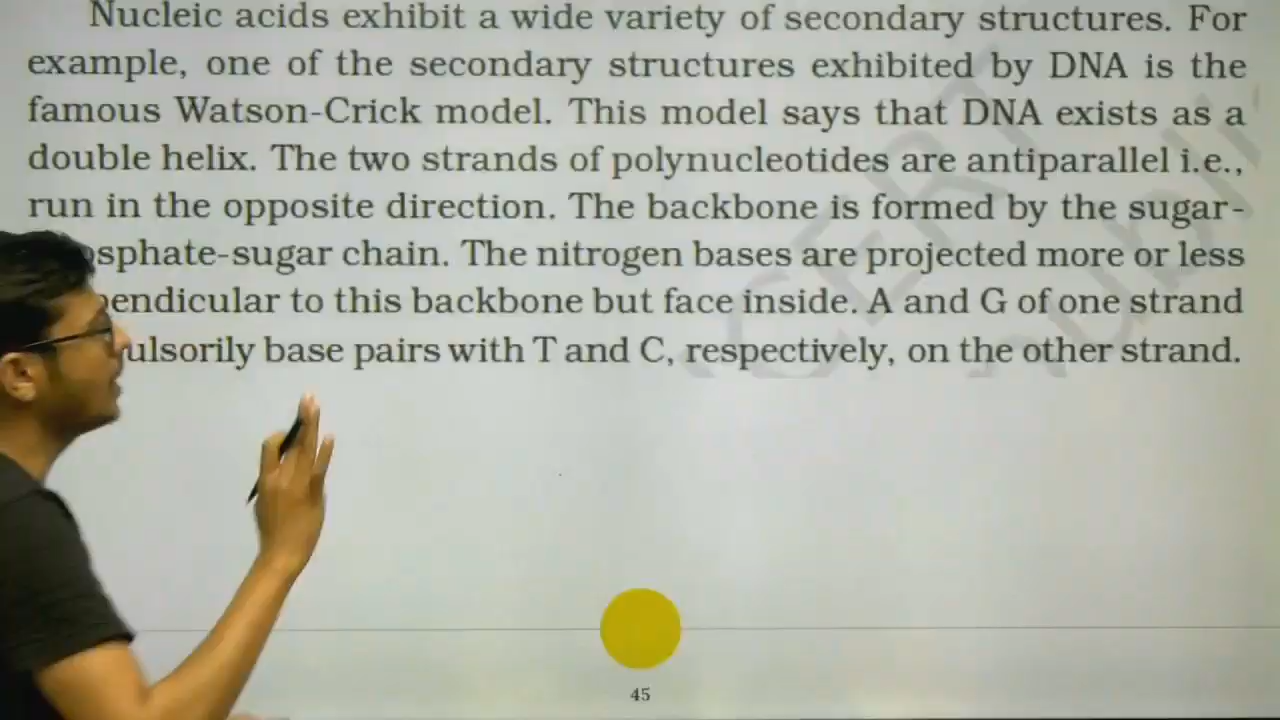 Nucleic acids exhibit a wide variety of secondary structures. For
example, one of the secondary structures exhibited by DNA is the
famous Watson-Crick model. This model says that DNA exists as a
double helix. The two strands of polynucleotides are antiparallel i.e.,
run in the opposite direction. The backbone is formed by the sugar-
osphate-sugar chain. The nitrogen bases are projected more or less
endicular to this backbone but face inside. A and G of one strand
ulsorily base pairs with T and C, respectively, on the other strand.
45